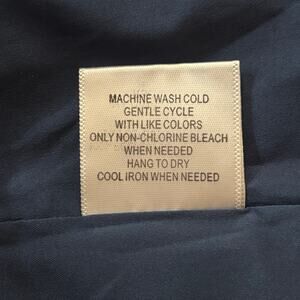 MACHINE WASH COLD
GENTLE CYCLE
WITH LIKE COLORS
ONLY NON-CHLORINE BLEACH
WHEN NEEDED
HANG TO DRY
COOL IRON WHEN NEEDED